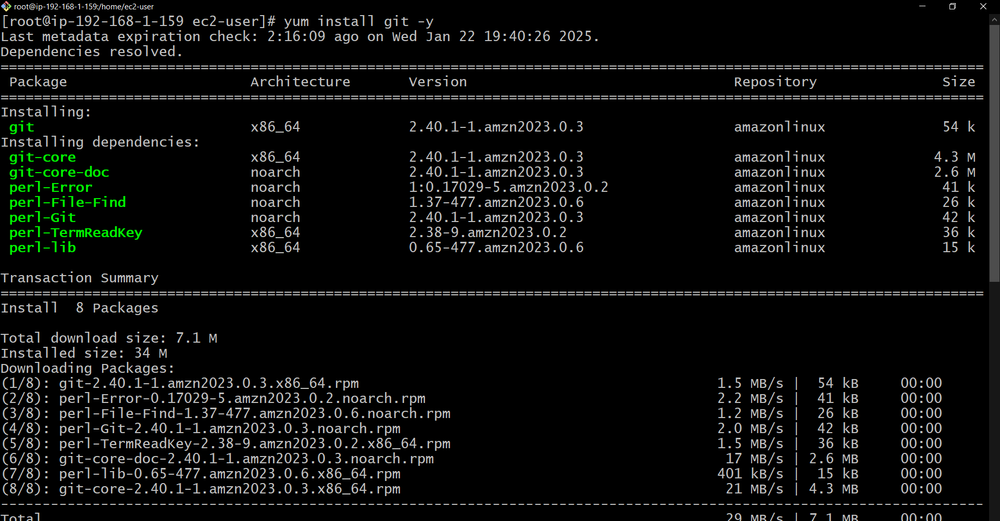 root@ip-192-168-1-159:/home/ec2-user
[root@ip-192-168-1-159 ec2-user]# yum install git -y
Last metadata expiration check: 2:16:09 ago on Wed Jan 22 19:40:26 2025.
Dependencies resolved.
======================================================================================================================
Package Architecture Version Repository Size
======================================================================================================================
Installing:
git x86_64 2.40.1-1.amzn2023.0.3 amazonlinux 54 k
Installing dependencies:
git-core x86_64 2.40.1-1.amzn2023.0.3 amazonlinux 4.3 M
git-core-doc noarch 2.40.1-1.amzn2023.0.3 amazonlinux 2.6 M
perl-Error noarch 1:0.17029-5.amzn2023.0.2 amazonlinux 41 k
perl-File-Find noarch 1.37-477.amzn2023.0.6 amazonlinux 26 k
perl-Git noarch 2.40.1-1.amzn2023.0.3 amazonlinux 42 k
perl-TermReadKey x86_64 2.38-9.amzn2023.0.2 amazonlinux 36 k
perl-lib x86_64 0.65-477.amzn2023.0.6 amazonlinux 15 k
Transaction Summary
======================================================================================================================
Install 8 Packages
Total download size: 7.1 M
Installed size: 34 M
Downloading Packages:
(1/8): git-2.40.1-1.amzn2023.0.3.x86_64.rpm 1.5 MB/s | 54 kB 00:00
(2/8): perl-Error-0.17029-5.amzn2023.0.2.noarch.rpm 2.2 MB/s | 41 kB 00:00
(3/8): perl-File-Find-1.37-477.amzn2023.0.6.noarch.rpm 1.2 MB/s | 26 kB 00:00
(4/8): perl-Git-2.40.1-1.amzn2023.0.3.noarch.rpm 2.0 MB/s | 42 kB 00:00
(5/8): perl-TermReadKey-2.38-9.amzn2023.0.2.x86_64.rpm 1.5 MB/s | 36 kB 00:00
(6/8): git-core-doc-2.40.1-1.amzn2023.0.3.noarch.rpm 17 MB/s | 2.6 MB 00:00
(7/8): perl-lib-0.65-477.amzn2023.0.6.x86_64.rpm 401 kB/s | 15 kB 00:00
(8/8): git-core-2.40.1-1.amzn2023.0.3.x86_64.rpm 21 MB/s | 4.3 MB 00:00
----------------------------------------------------------------------------------------------------------------------
Total 29 MB/s | 7.1 MB 00:00